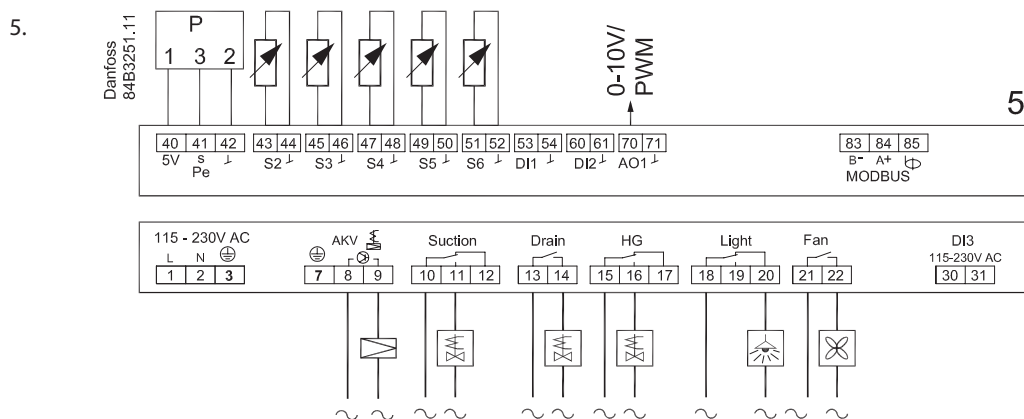 5.
Danfoss
84B3251.11
P
1 3 2
0-10V/
PWM
5
40 41 42 43 44 45 46 47 48 49 50 51 52 53 54 60 61 70 71 83 84 85
5V s ⊥ S2 ⊥ S3 ⊥ S4 ⊥ S5 ⊥ S6 ⊥ DI1 ⊥ DI2 ⊥ AO1 ⊥ B- A+
Pe MODBUS
115 - 230V AC AKV Suction Drain HG Light Fan DI3
L N 115-230V AC
1 2 3 7 8 9 10 11 12 13 14 15 16 17 18 19 20 21 22 30 31